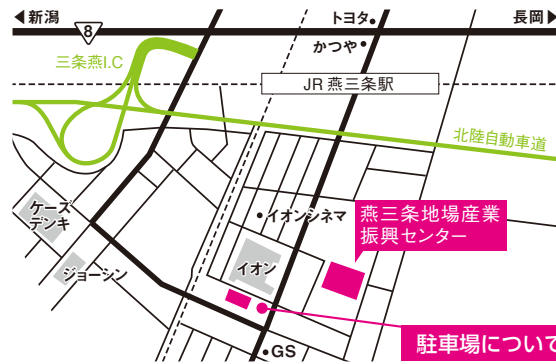 ◀新潟
トヨタ
長岡▶
8
かつや
三条燕I.C
JR 燕三条駅
北陸自動車道
ケーズ
デンキ
イオンシネマ
燕三条地場産業
振興センター
ジョーシン
イオン
駐車場について
GS